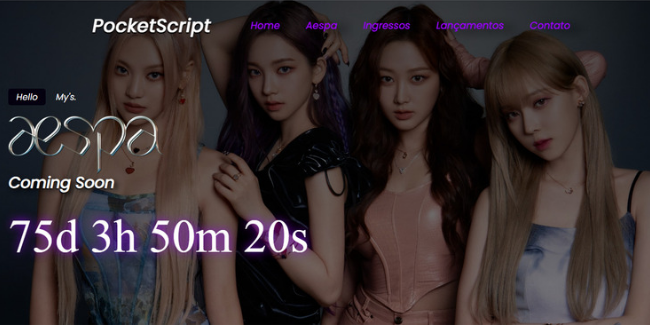 PocketScript Home Aespa Ingressos Lançamentos Contato
Hello My's.
aespa
Coming Soon
75d 3h 50m 20s